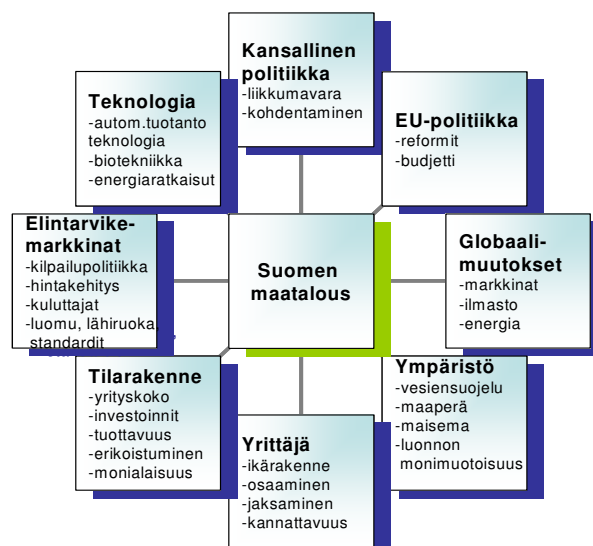 Kansallinen
politiikka
-liikkumavara
-kohdentaminen
Teknologia
-autom.tuotanto
teknologia
-biotekniikka
-energiaratkaisut
EU-politiikka
-reformit
-budjetti
Elintarvike-
markkinat
-kilpailupolitiikka
-hintakehitys
-kuluttajat
-luomu, lähiruoka,
standardit
Suomen
maatalous
Globaali-
muutokset
-markkinat
-ilmasto
-energia
Tilarakenne
-yrityskoko
-investoinnit
-tuottavuus
-erikoistuminen
-monialaisuus
Yrittäjä
-ikärakenne
-osaaminen
-jaksaminen
-kannattavuus
Ympäristö
-vesiensuojelu
-maaperä
-maisema
-luonnon
monimuotoisuus